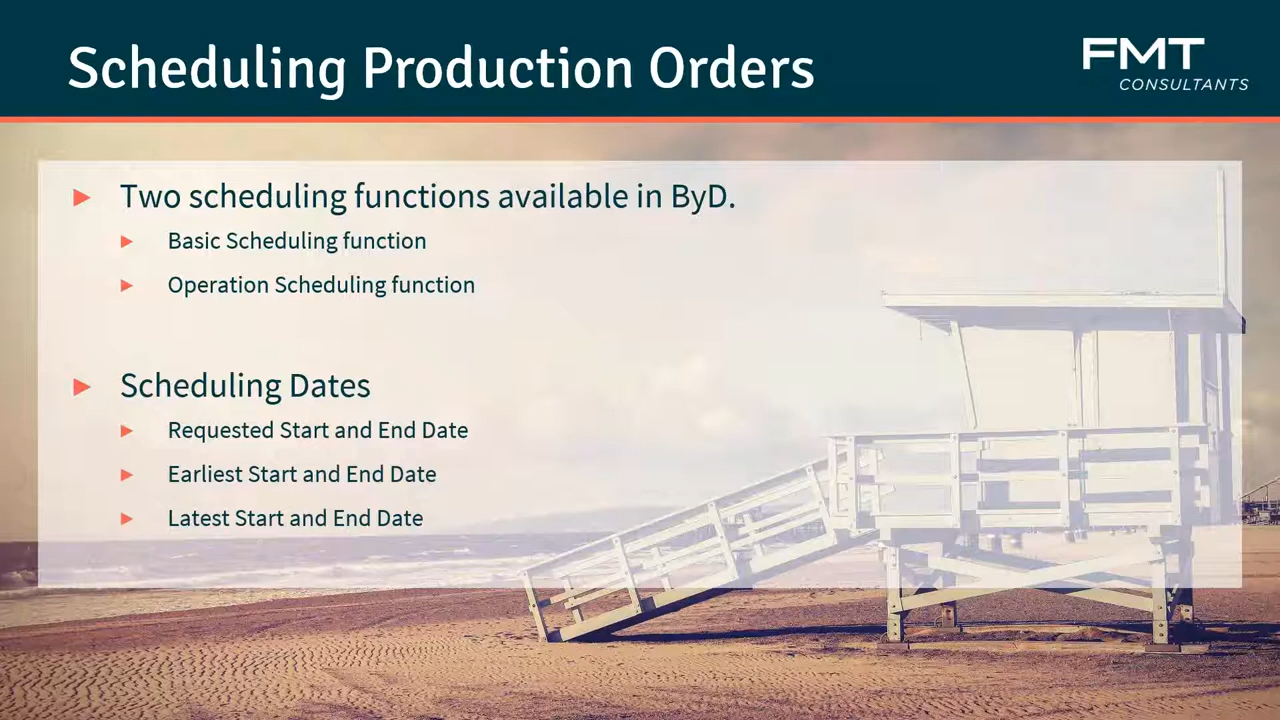 Scheduling Production Orders
FMT
CONSULTANTS
Two scheduling functions available in ByD.
Basic Scheduling function
Operation Scheduling function
Scheduling Dates
Requested Start and End Date
Earliest Start and End Date
Latest Start and End Date